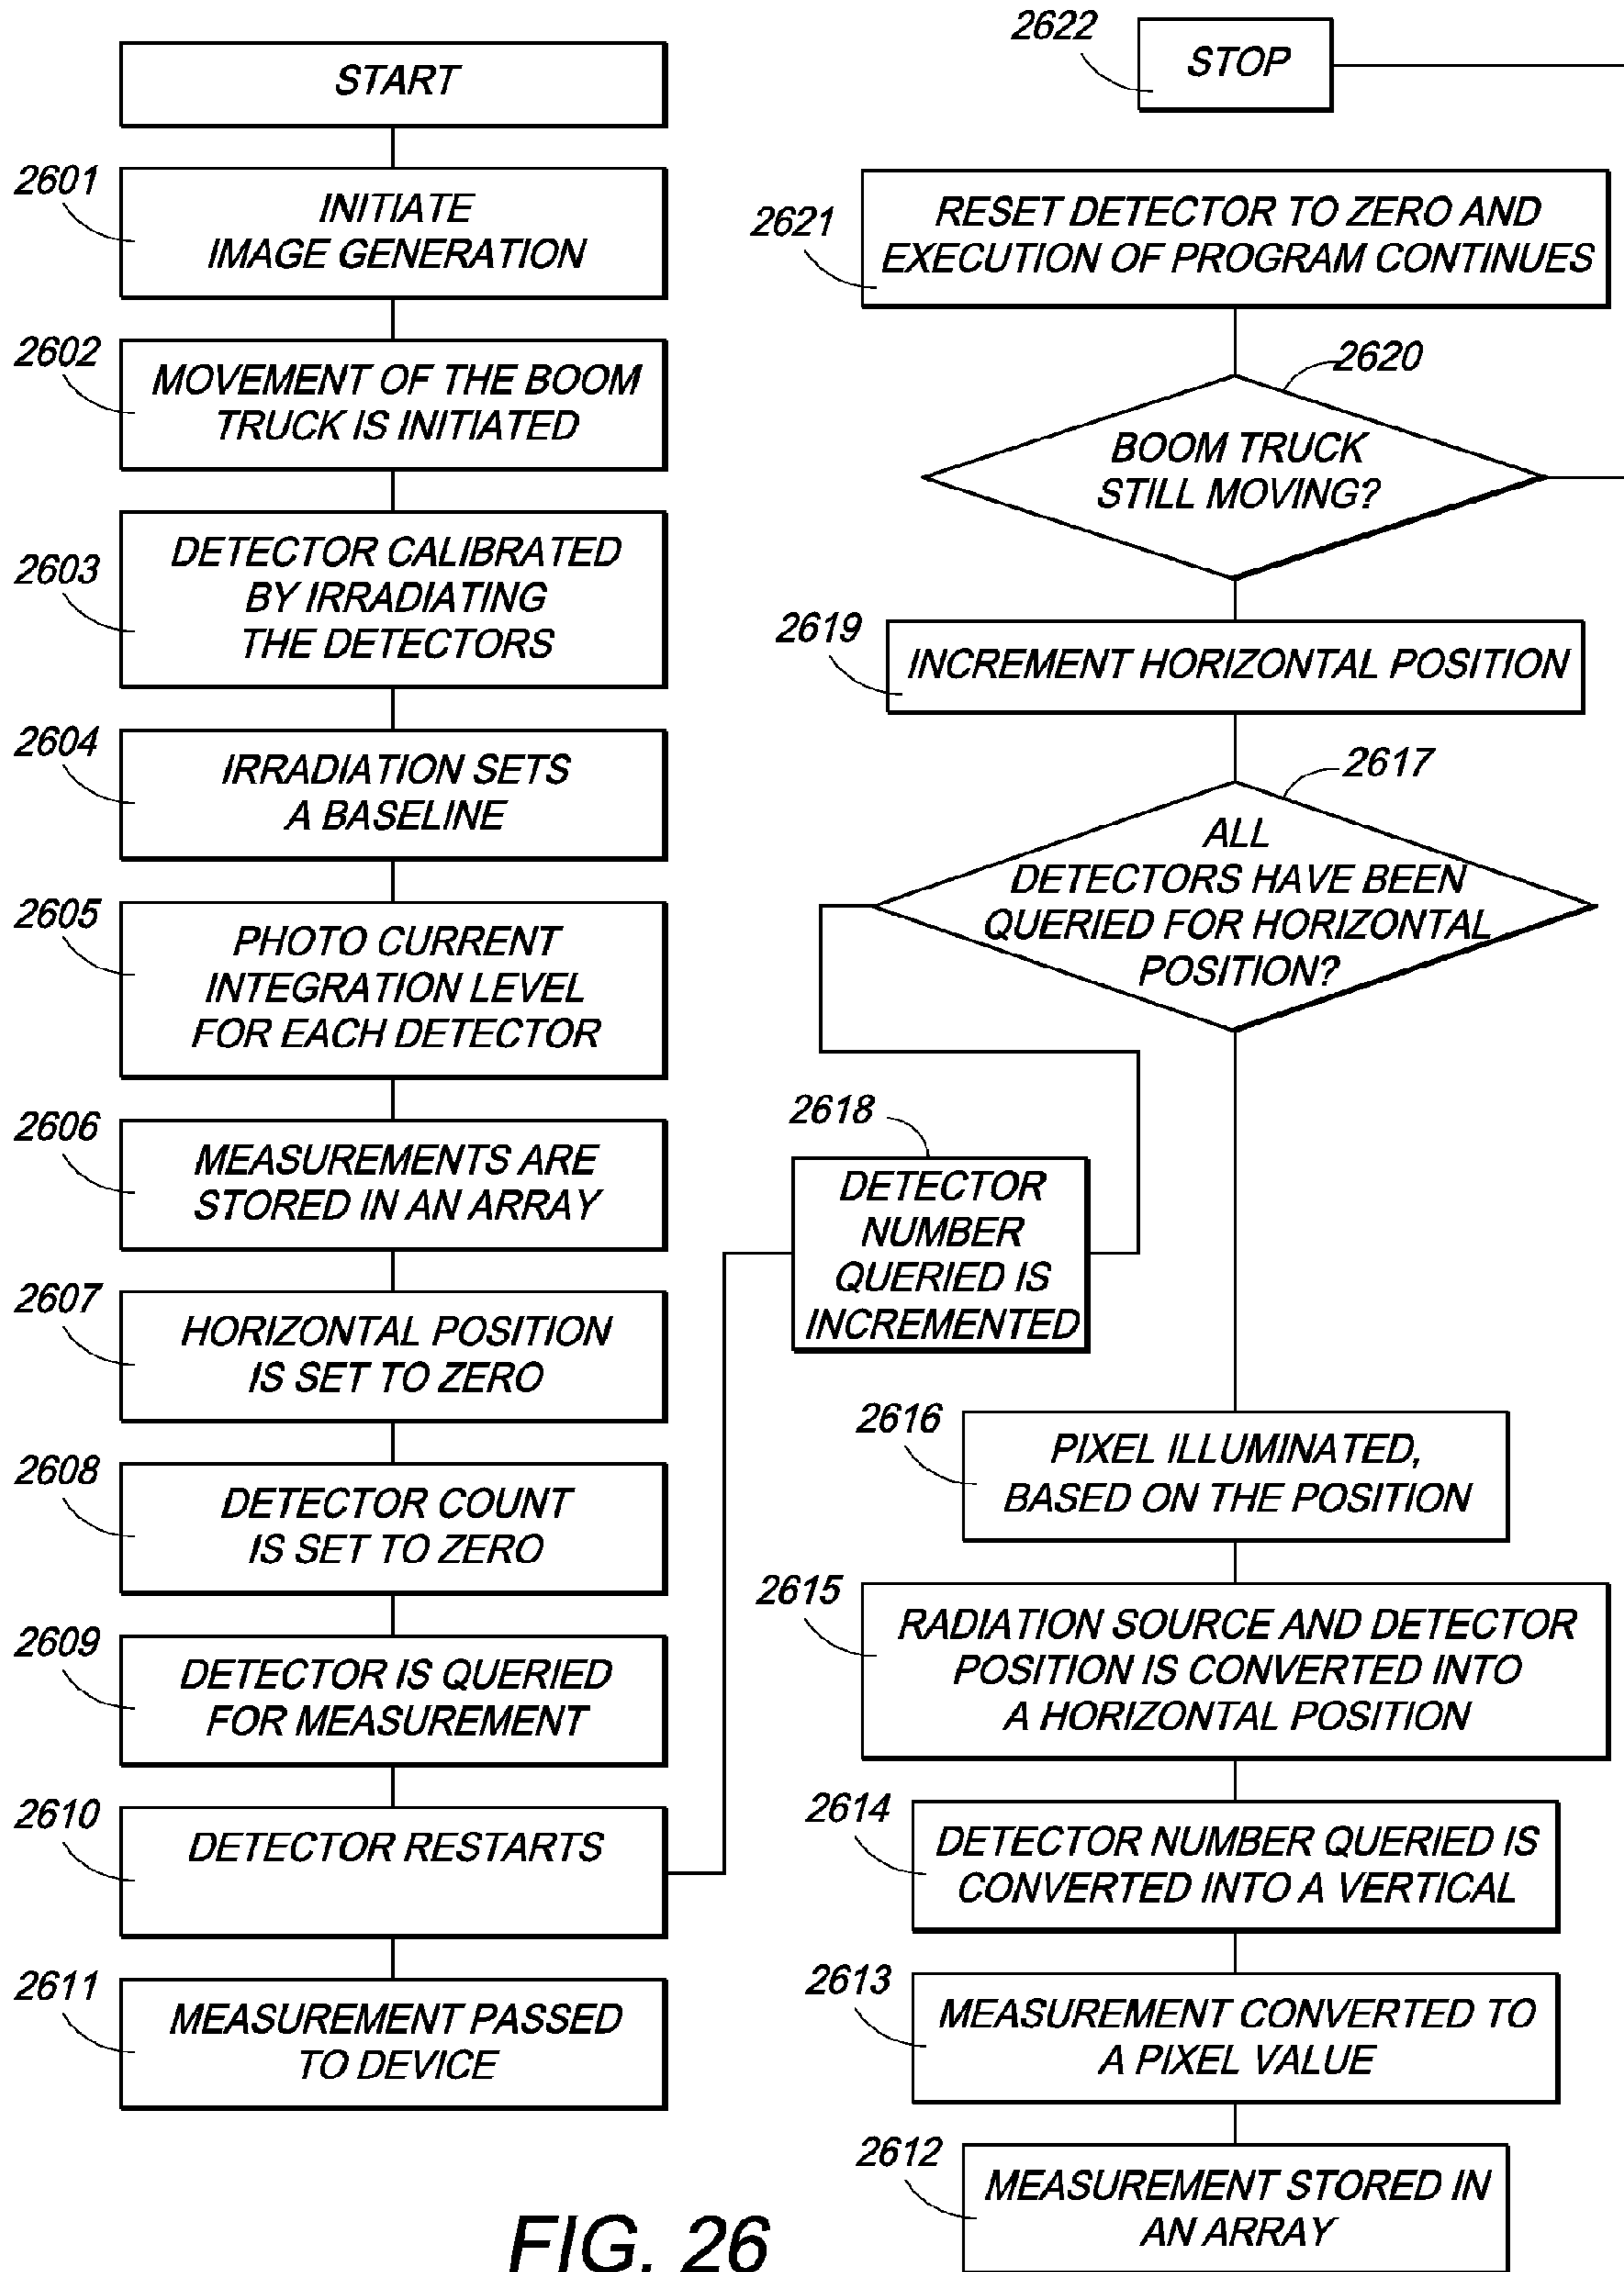 START
2601
INITIATE
IMAGE GENERATION
2602
MOVEMENT OF THE BOOM
TRUCK IS INITIATED
2603
DETECTOR CALIBRATED
BY IRRADIATING
THE DETECTORS
2604
IRRADIATION SETS
A BASELINE
2605
PHOTO CURRENT
INTEGRATION LEVEL
FOR EACH DETECTOR
2606
MEASUREMENTS ARE
STORED IN AN ARRAY
2607
HORIZONTAL POSITION
IS SET TO ZERO
2608
DETECTOR COUNT
IS SET TO ZERO
2609
DETECTOR IS QUERIED
FOR MEASUREMENT
2610
DETECTOR RESTARTS
2611
MEASUREMENT PASSED
TO DEVICE
2622
STOP
2621
RESET DETECTOR TO ZERO AND
EXECUTION OF PROGRAM CONTINUES
2620
BOOM TRUCK
STILL MOVING?
2619
INCREMENT HORIZONTAL POSITION
2617
ALL
DETECTORS HAVE BEEN
QUERIED FOR HORIZONTAL
POSITION?
2618
DETECTOR
NUMBER
QUERIED IS
INCREMENTED
2616
PIXEL ILLUMINATED,
BASED ON THE POSITION
2615
RADIATION SOURCE AND DETECTOR
POSITION IS CONVERTED INTO
A HORIZONTAL POSITION
2614
DETECTOR NUMBER QUERIED IS
CONVERTED INTO A VERTICAL
2613
MEASUREMENT CONVERTED TO
A PIXEL VALUE
2612
MEASUREMENT STORED IN
AN ARRAY
FIG. 26